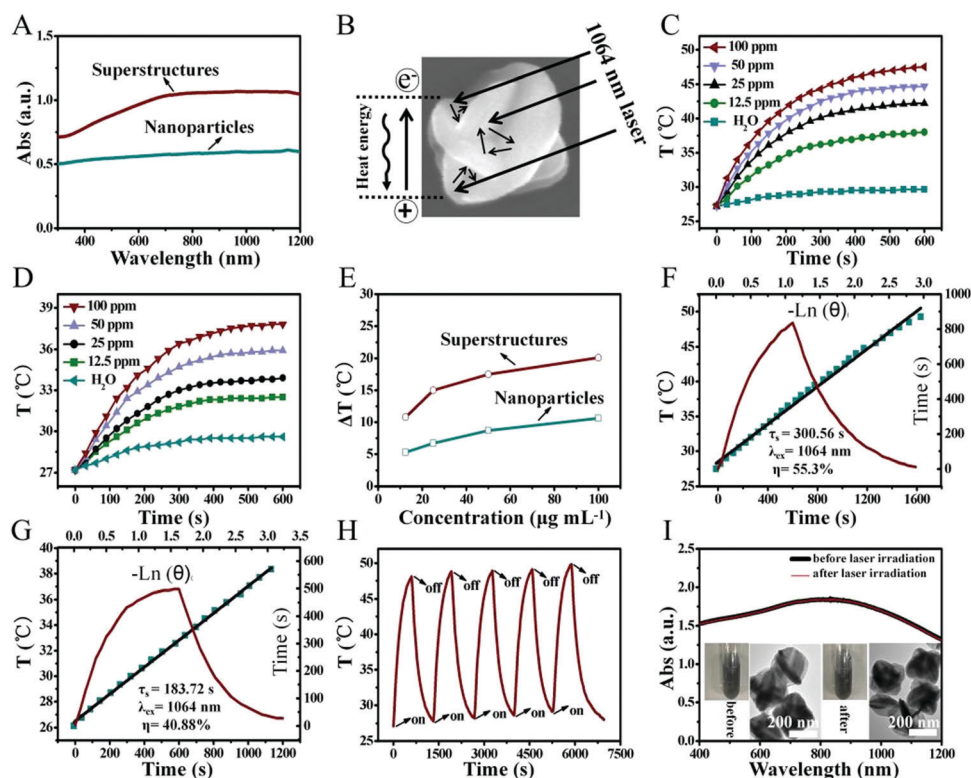 A
Abs (a.u.)
1.5
1.0
0.5
0.0
Superstructures
Nanoparticles
400 600 800 1000 1200
Wavelength (nm)
B
e-
Heat energy
+
1064 nm laser
C
T (℃)
50
45
40
35
30
25
100 ppm
50 ppm
25 ppm
12.5 ppm
H2O
0 100 200 300 400 500 600
Time (s)
D
T (℃)
39
36
33
30
27
100 ppm
50 ppm
25 ppm
12.5 ppm
H2O
0 100 200 300 400 500 600
Time (s)
E
ΔT (℃)
30
25
20
15
10
5
0
Superstructures
Nanoparticles
20 40 60 80 100
Concentration (μg mL-1)
F
0.0 0.5 1.0 1.5 2.0 2.5 3.0
-Ln (θ)
T (℃)
50
45
40
35
30
25
1000
800
600
400
200
0
Time (s)
τs = 300.56 s
λex = 1064 nm
η= 55.3%
0 400 800 1200 1600
Time (s)
G
0.0 0.5 1.0 1.5 2.0 2.5 3.0 3.5
-Ln (θ)
T (℃)
40
38
36
34
32
30
28
26
600
500
400
300
200
100
0
Time (s)
τs = 183.72 s
λex= 1064 nm
η= 40.88%
0 200 400 600 800 1000 1200
Time (s)
H
T (℃)
55
50
45
40
35
30
25
off off off off off
on on on on on
0 1500 3000 4500 6000 7500
Time (s)
I
Abs (a.u.)
2.5
2.0
1.5
1.0
0.5
0.0
before laser irradiation
after laser irradiation
before
200 nm
after
200 nm
400 600 800 1000 1200
Wavelength (nm)